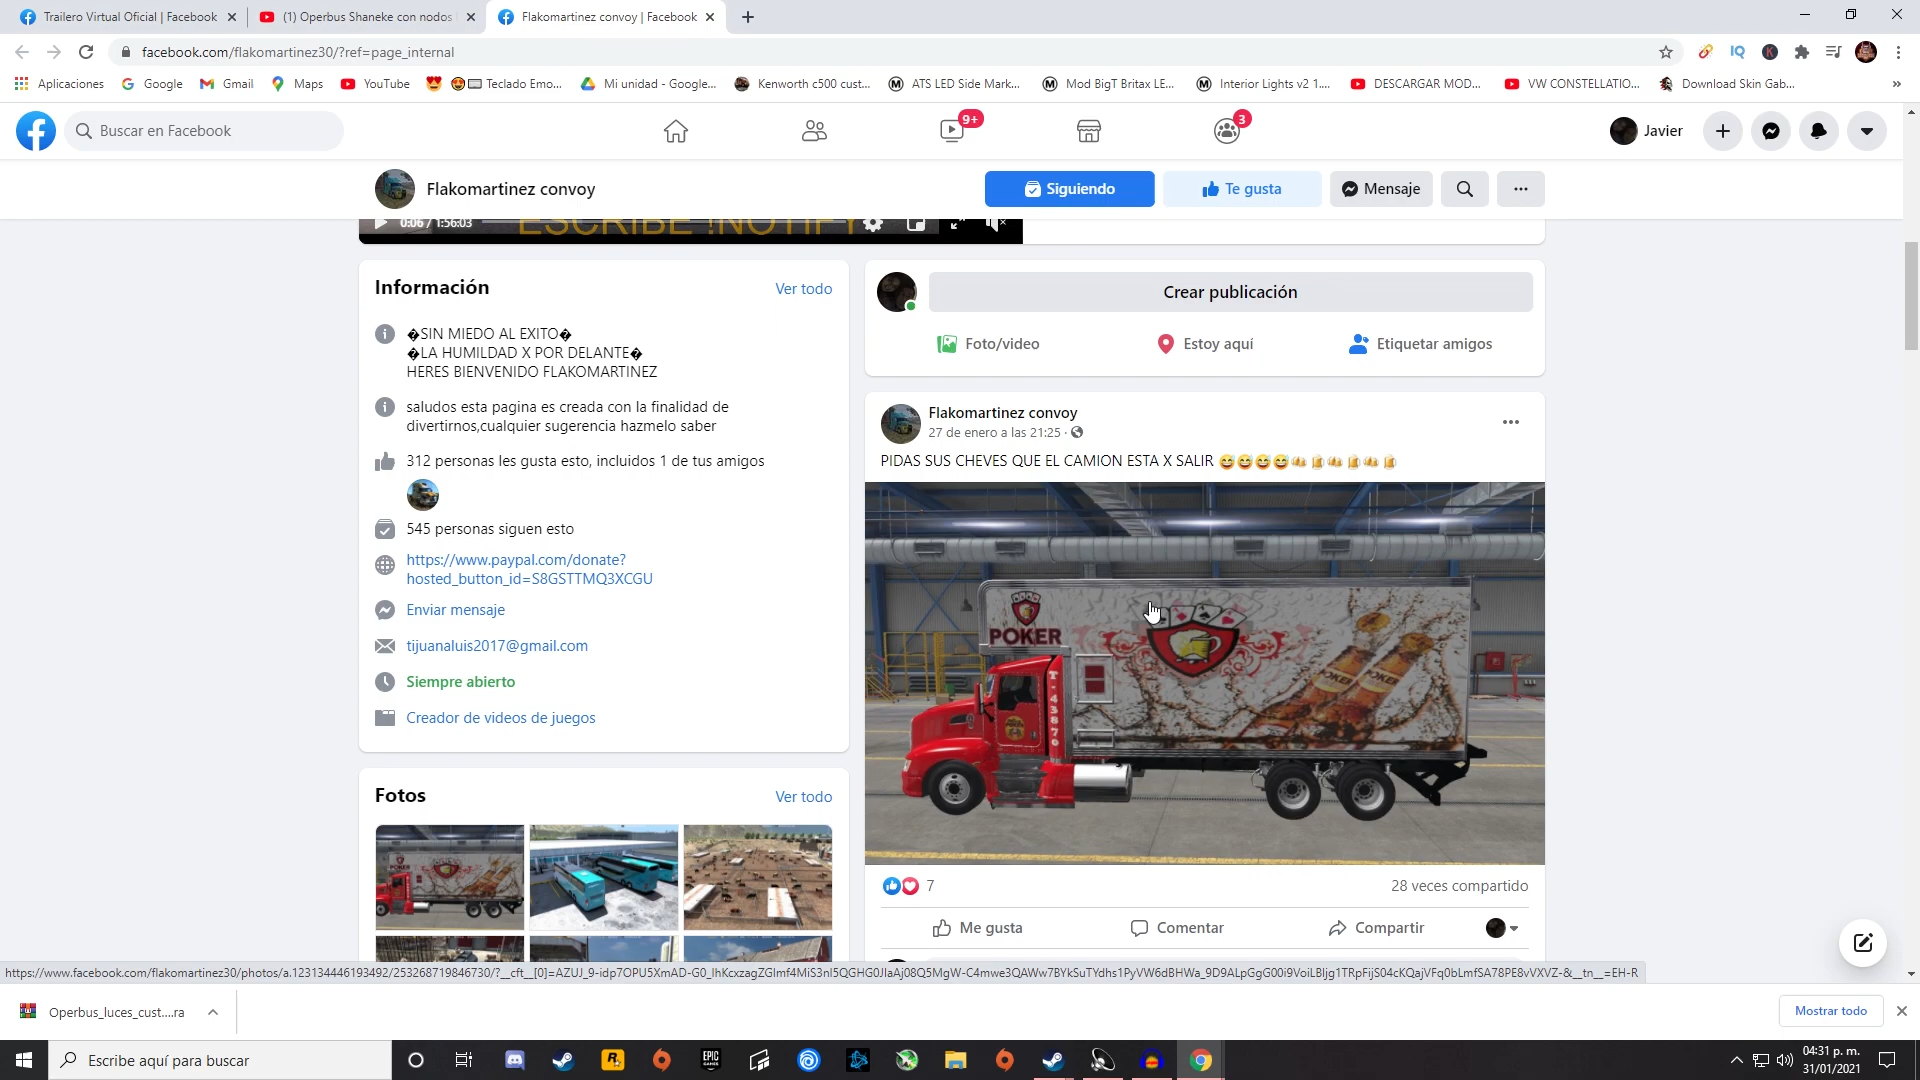 Trailero Virtual Oficial | Facebook
(1) Operbus Shaneke con nodos
Flakomartinez convoy | Facebook
facebook.com/flakomartinez30/?ref=page_internal
Aplicaciones
Google
Gmail
Maps
YouTube
Teclado Emo...
Mi unidad - Google...
Kenworth c500 cust...
ATS LED Side Mark...
Mod BigT Britax LE...
Interior Lights v2 1....
DESCARGAR MOD...
VW CONSTELLATIO...
Download Skin Gab...
Buscar en Facebook
9+
3
Javier
Flakomartinez convoy
Siguiendo
Te gusta
Mensaje
0:06 / 1:56:03
ESCRIBE !NOTIFY
Información
Ver todo
�SIN MIEDO AL EXITO�
�LA HUMILDAD X POR DELANTE�
HERES BIENVENIDO FLAKOMARTINEZ
saludos esta pagina es creada con la finalidad de
divertirnos,cualquier sugerencia hazmelo saber
312 personas les gusta esto, incluidos 1 de tus amigos
545 personas siguen esto
https://www.paypal.com/donate?
hosted_button_id=S8GSTTMQ3XCGU
Enviar mensaje
tijuanaluis2017@gmail.com
Siempre abierto
Creador de videos de juegos
Fotos
Ver todo
Crear publicación
Foto/video
Estoy aquí
Etiquetar amigos
Flakomartinez convoy
27 de enero a las 21:25 ·
PIDAS SUS CHEVES QUE EL CAMION ESTA X SALIR 😅😅😅😅🍻🍺🍻🍺🍻🍺
POKER
T-43870
7
28 veces compartido
Me gusta
Comentar
Compartir
Operbus_luces_cust....ra
Mostrar todo
Escribe aquí para buscar
04:31 p. m.
31/01/2021